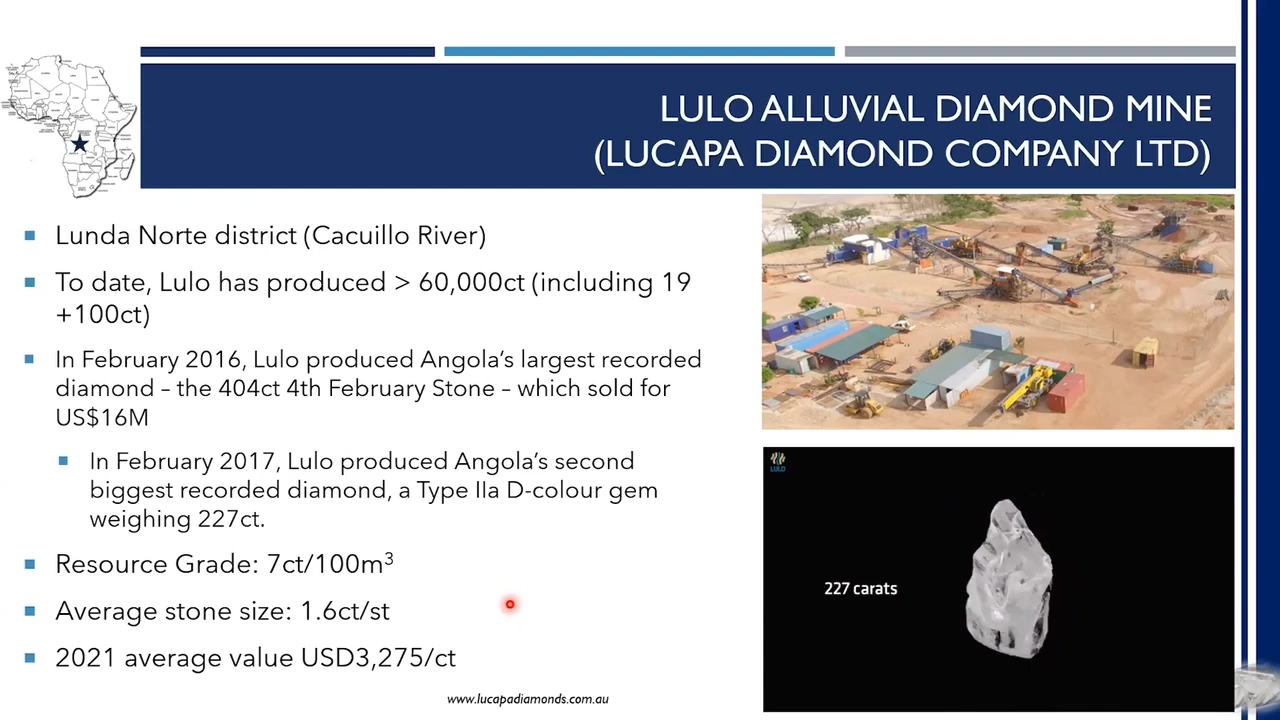 LULO ALLUVIAL DIAMOND MINE
(LUCAPA DIAMOND COMPANY LTD)
Lunda Norte district (Cacuillo River)
To date, Lulo has produced > 60,000ct (including 19
+100ct)
In February 2016, Lulo produced Angola’s largest recorded
diamond – the 404ct 4th February Stone – which sold for
US$16M
In February 2017, Lulo produced Angola’s second
biggest recorded diamond, a Type IIa D-colour gem
weighing 227ct.
Resource Grade: 7ct/100m³
Average stone size: 1.6ct/st
2021 average value USD3,275/ct
www.lucapadiamonds.com.au
LULO
227 carats